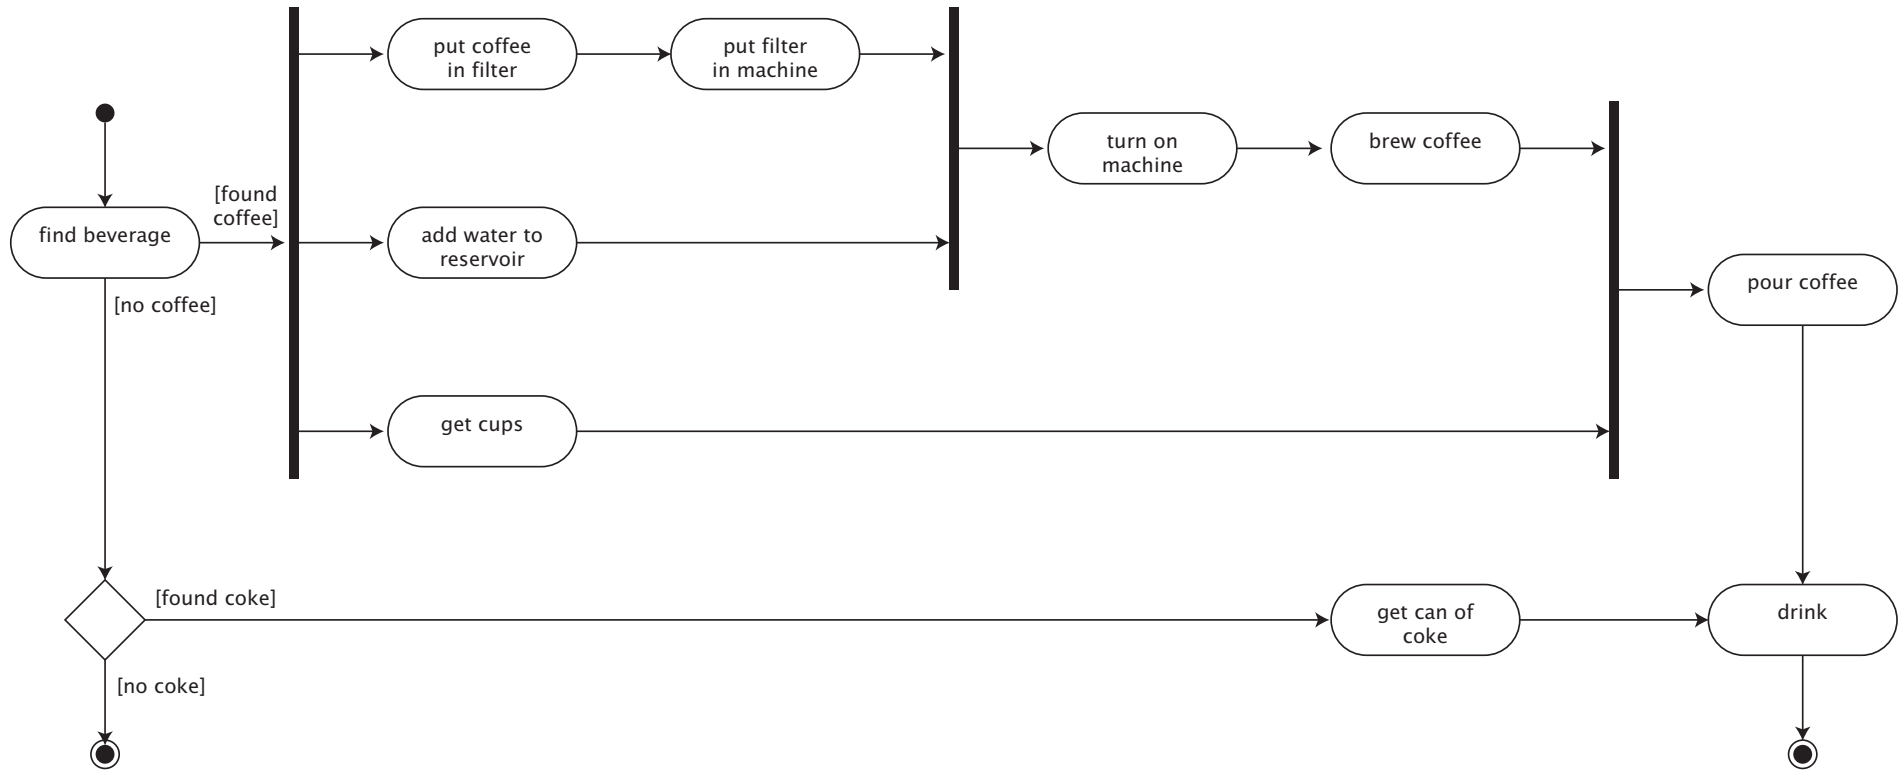 put coffee
in filter
put filter
in machine
turn on
machine
brew coffee
[found
coffee]
find beverage
add water to
reservoir
pour coffee
[no coffee]
get cups
[found coke]
get can of
coke
drink
[no coke]